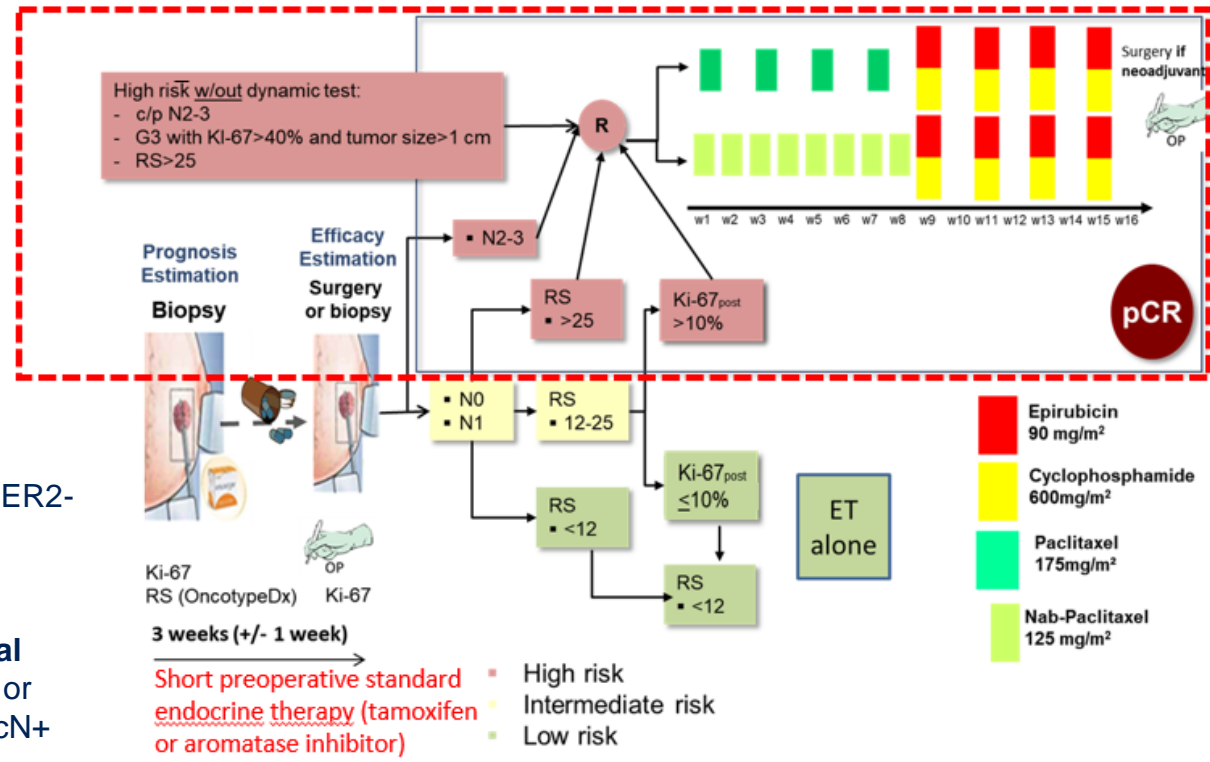 High risk w/out dynamic test:
- c/p N2-3
- G3 with KI-67>40% and tumor size>1 cm
- RS>25
R
Surgery if
neoadjuvant
OP
w1 w2 w3 w4 w5 w6 w7 w8 w9 w10 w11 w12 w13 w14 w15 w16
▪ N2-3
RS
▪ >25
Ki-67post
>10%
pCR
Prognosis
Estimation
Biopsy
Efficacy
Estimation
Surgery
or biopsy
▪ N0
▪ N1
RS
▪ 12-25
RS
▪ <12
Ki-67post
≤10%
RS
▪ <12
ET
alone
Epirubicin
90 mg/m²
Cyclophosphamide
600mg/m²
Paclitaxel
175mg/m²
Nab-Paclitaxel
125 mg/m²
ER2-
al
or
cN+
OP
Ki-67
RS (OncotypeDx)
Ki-67
3 weeks (+/- 1 week)
Short preoperative standard
endocrine therapy (tamoxifen
or aromatase inhibitor)
▪ High risk
▪ Intermediate risk
▪ Low risk